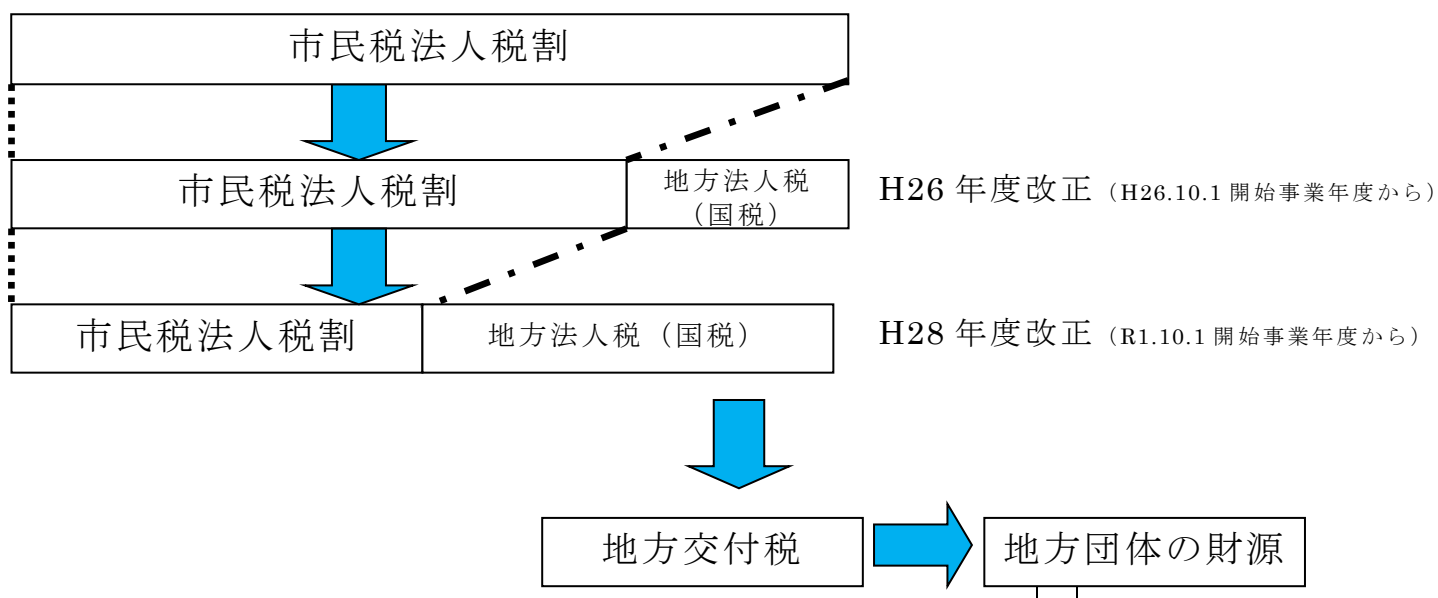 市民税法人税割
市民税法人税割
地方法人税
（国税）
H26 年度改正（H26.10.1 開始事業年度から）
市民税法人税割
地方法人税（国税）
H28 年度改正（R1.10.1 開始事業年度から）
地方交付税
地方団体の財源